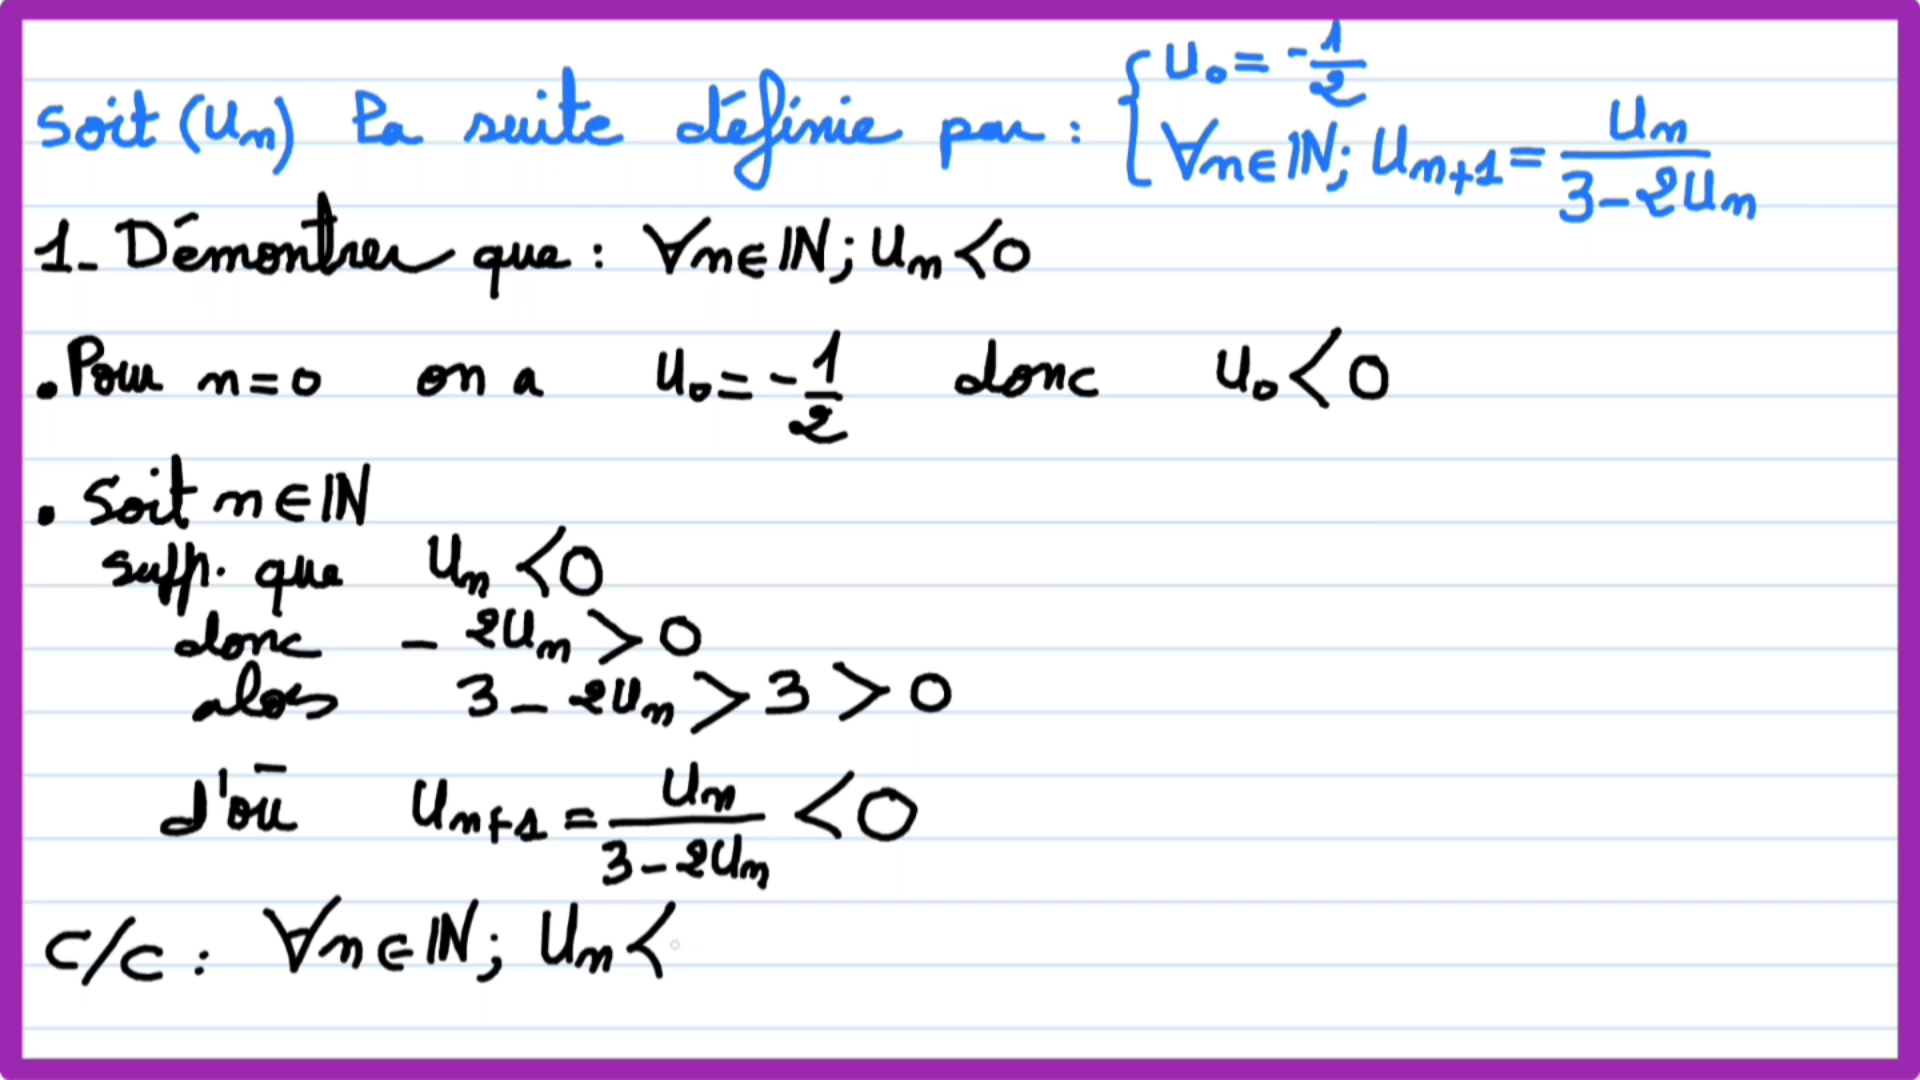 Soit (Un) la suite définie par : { U₀ = -1/2
∀n∈ℕ; Un+1 = Un/(3-2Un)
1- Démontrer que : ∀n∈ℕ; Un<0
• Pour n=0 on a U₀ = -1/2 donc U₀<0
• Soit n∈ℕ
supp. que Un<0
donc -2Un>0
alors 3-2Un>3>0
d'où Un+1 = Un/(3-2Un) <0
C/C : ∀n∈ℕ; Un<